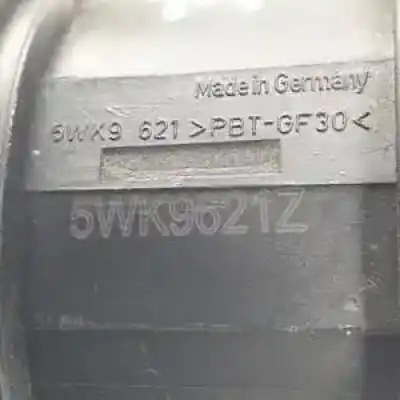 Made in Germany
5WK9 621 >PBT-GF30<
5WK9621Z